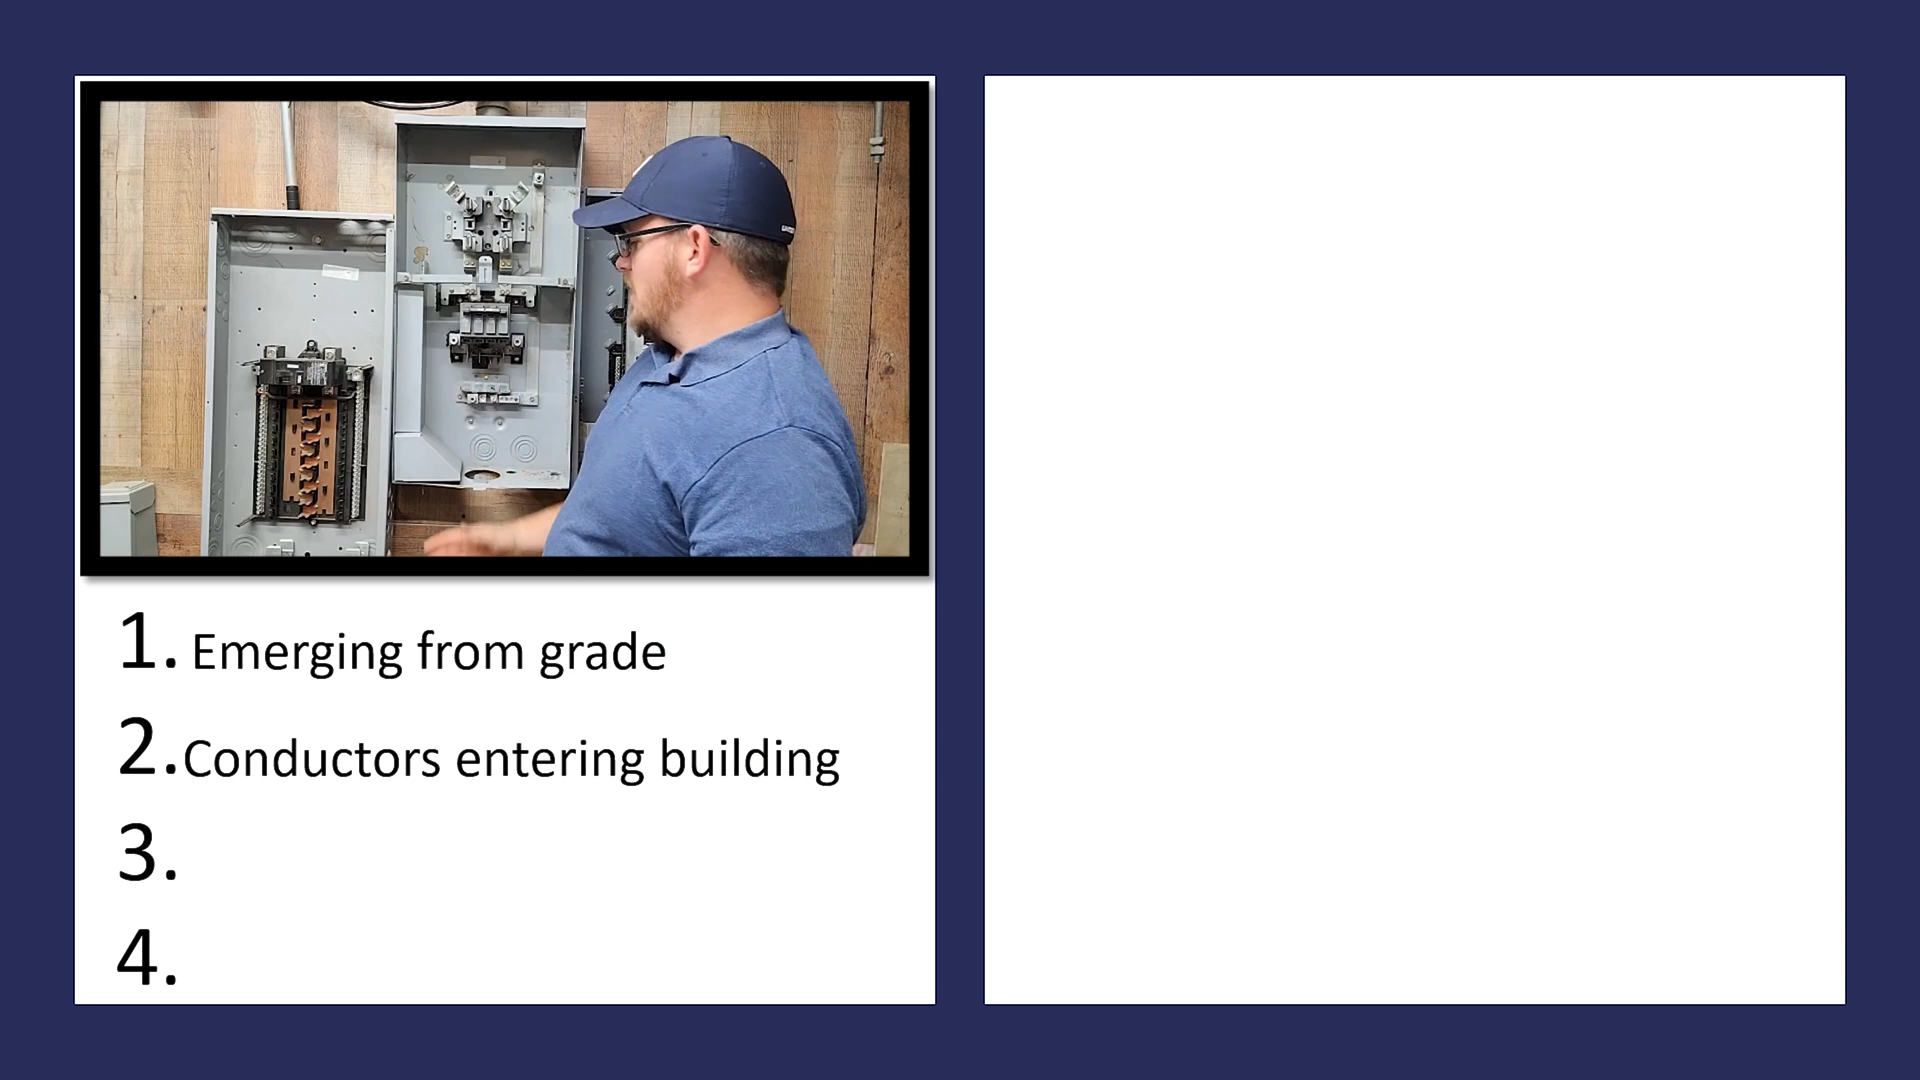 1. Emerging from grade
2. Conductors entering building
3.
4.